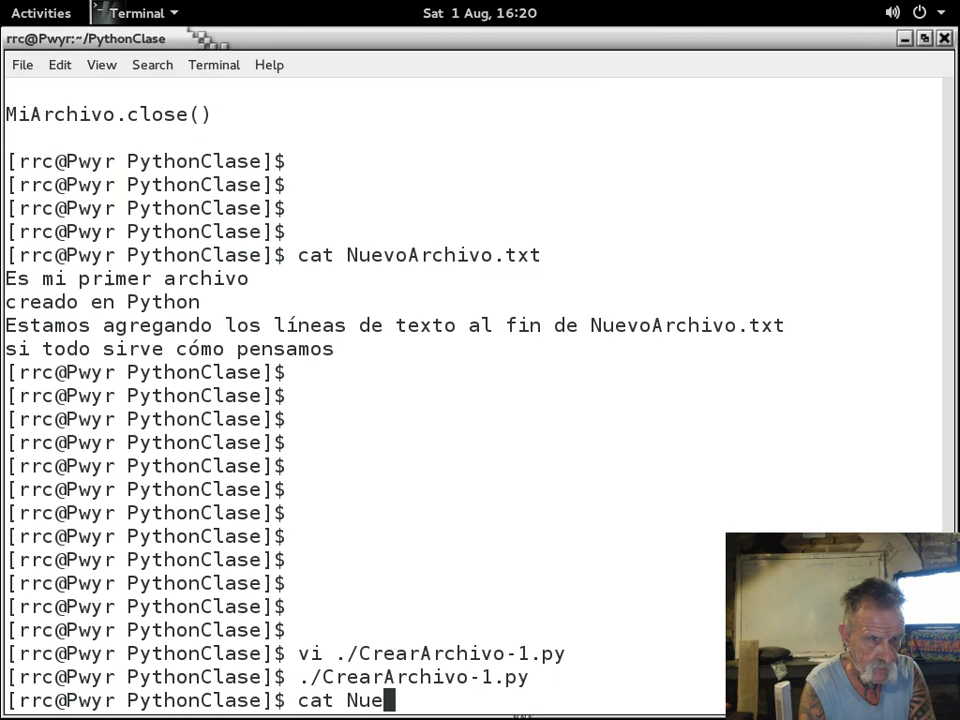 Activities Terminal Sat 1 Aug, 16:20
rrc@Pwyr:~/PythonClase
File Edit View Search Terminal Help
MiArchivo.close()
[rrc@Pwyr PythonClase]$
[rrc@Pwyr PythonClase]$
[rrc@Pwyr PythonClase]$
[rrc@Pwyr PythonClase]$
[rrc@Pwyr PythonClase]$ cat NuevoArchivo.txt
Es mi primer archivo
creado en Python
Estamos agregando los líneas de texto al fin de NuevoArchivo.txt
si todo sirve cómo pensamos
[rrc@Pwyr PythonClase]$
[rrc@Pwyr PythonClase]$
[rrc@Pwyr PythonClase]$
[rrc@Pwyr PythonClase]$
[rrc@Pwyr PythonClase]$
[rrc@Pwyr PythonClase]$
[rrc@Pwyr PythonClase]$
[rrc@Pwyr PythonClase]$
[rrc@Pwyr PythonClase]$
[rrc@Pwyr PythonClase]$
[rrc@Pwyr PythonClase]$
[rrc@Pwyr PythonClase]$
[rrc@Pwyr PythonClase]$ vi ./CrearArchivo-1.py
[rrc@Pwyr PythonClase]$ ./CrearArchivo-1.py
[rrc@Pwyr PythonClase]$ cat Nue